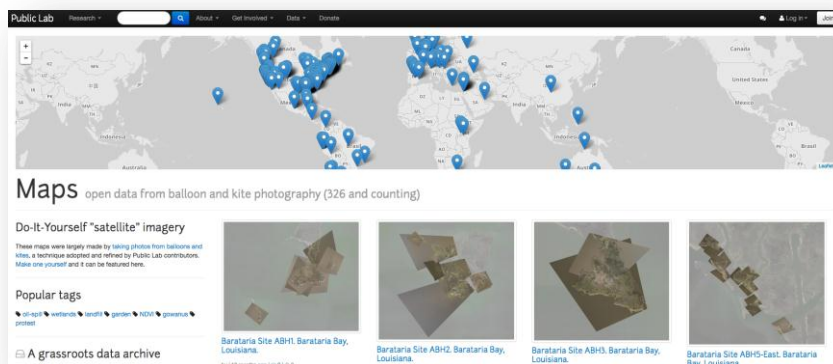 Public Lab Research About Get Involved Data Donate Log in Join
+
−
Canada
United States
Mexico
Brasil
India
Indonesia
Australia
Leaflet
Maps open data from balloon and kite photography (326 and counting)
Do-It-Yourself "satellite" imagery
These maps were largely made by taking photos from balloons and
kites, a technique adopted and refined by Public Lab contributors.
Make one yourself and it can be featured here.
Popular tags
oil-spill wetlands landfill garden NDVI gowanus
protest
A grassroots data archive
Barataria Site ABH1. Barataria Bay,
Louisiana.
Barataria Site ABH2. Barataria Bay,
Louisiana.
Barataria Site ABH3. Barataria Bay,
Louisiana.
Barataria Site ABH5-East. Barataria
Bay, Louisiana.